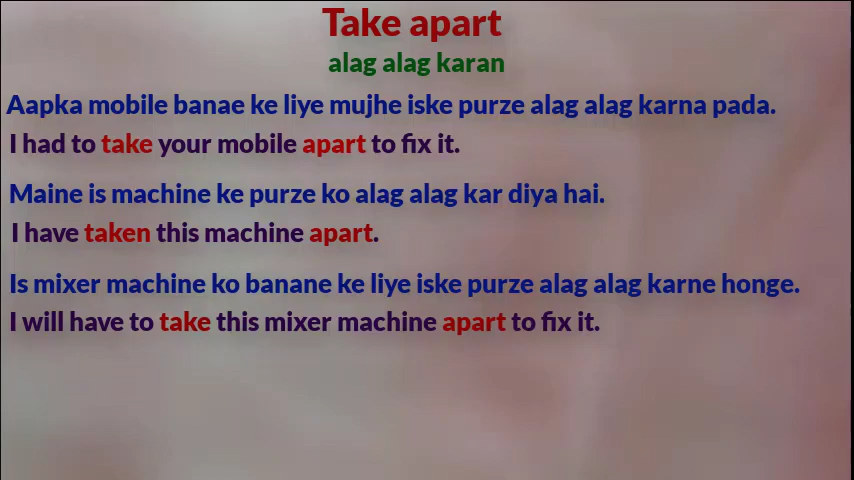 Take apart
alag alag karan
Aapka mobile banae ke liye mujhe iske purze alag alag karna pada.
I had to take your mobile apart to fix it.
Maine is machine ke purze ko alag alag kar diya hai.
I have taken this machine apart.
Is mixer machine ko banane ke liye iske purze alag alag karne honge.
I will have to take this mixer machine apart to fix it.